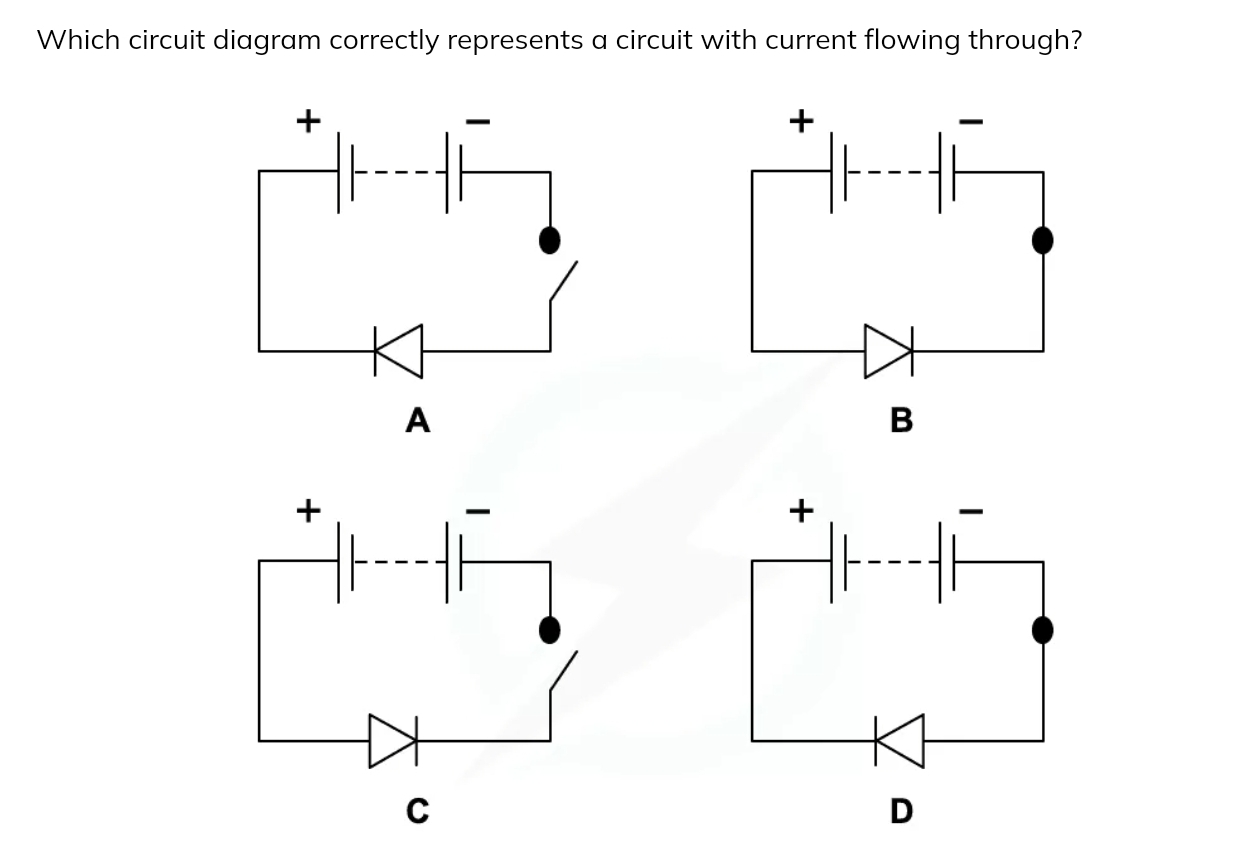 Which circuit diagram correctly represents a circuit with current flowing through?
+ − + −
A B
+ − + −
C D